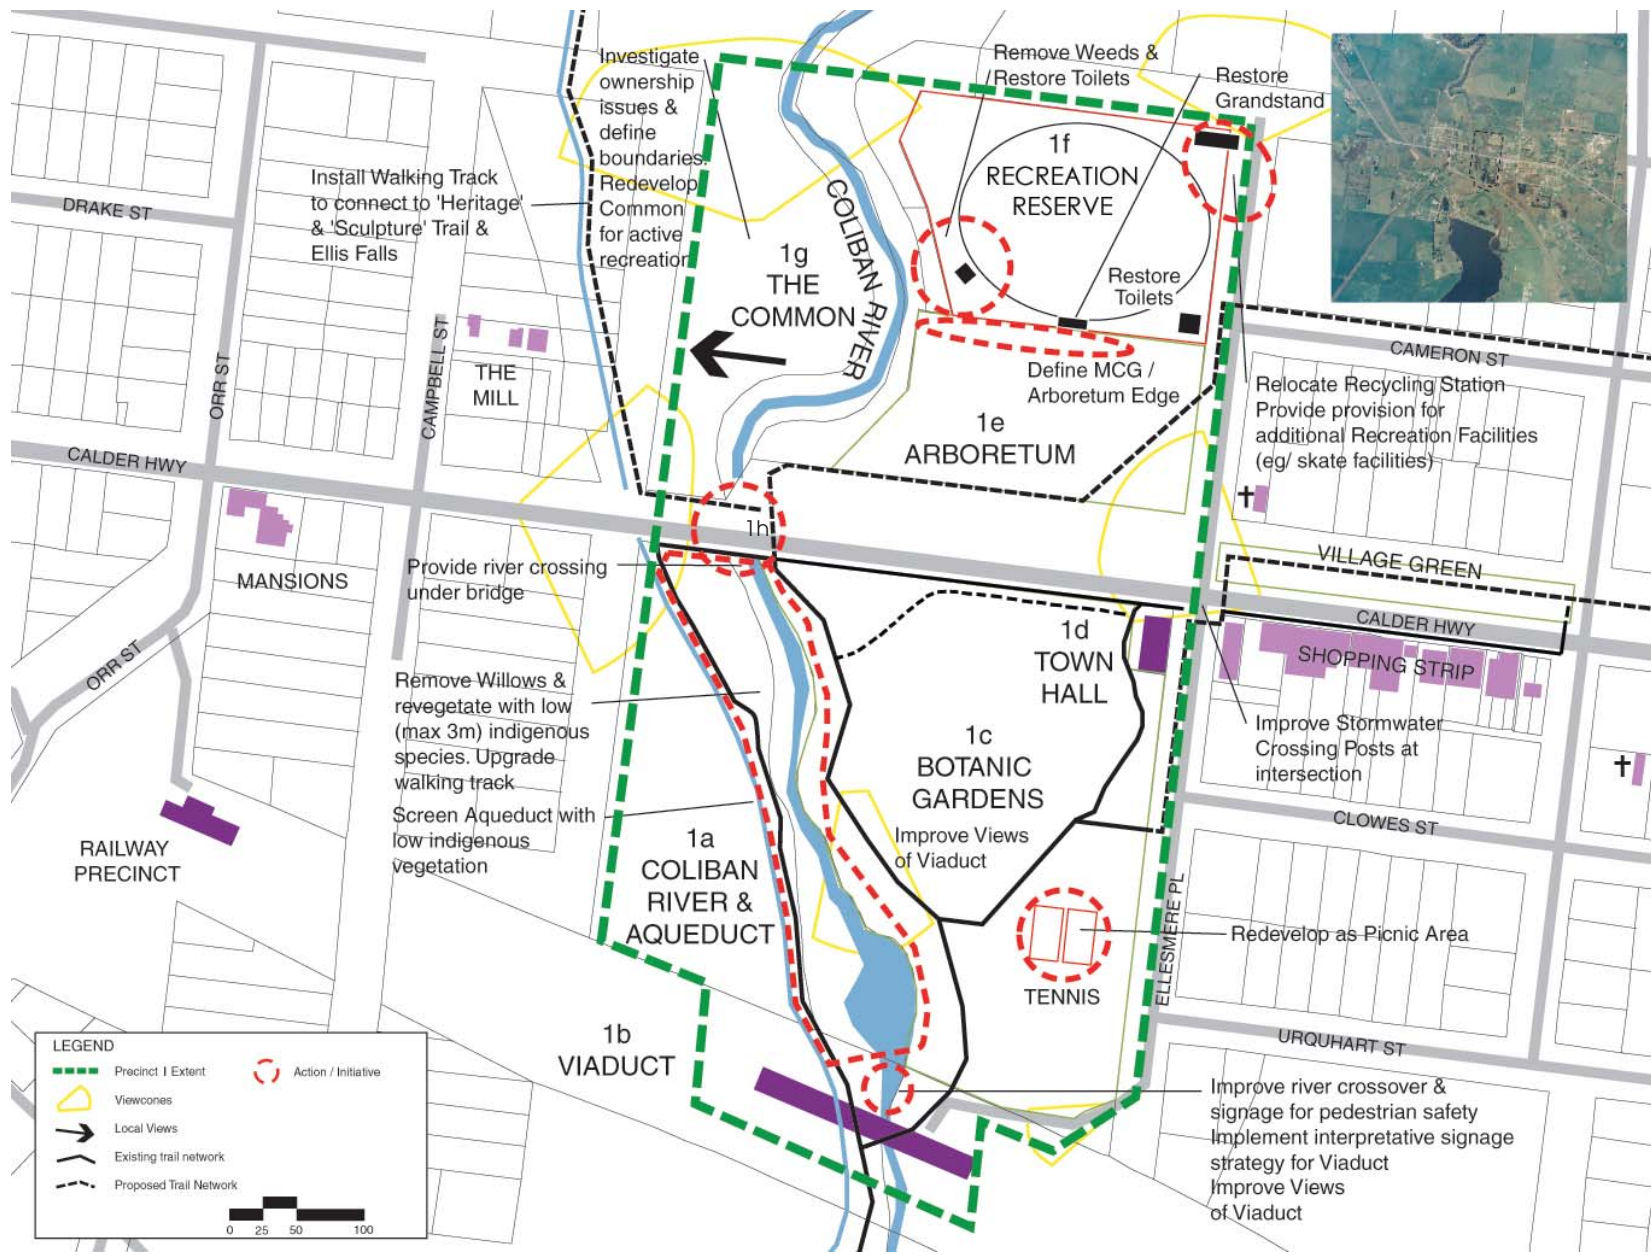 Investigate
ownership
issues &
define
boundaries.
Redevelop
Common
for active
recreation
Remove Weeds &
Restore Toilets
Restore
Grandstand
1f
RECREATION
RESERVE
Install Walking Track
to connect to 'Heritage'
& 'Sculpture' Trail &
Ellis Falls
DRAKE ST
COLIBAN RIVER
1g
THE
COMMON
Restore
Toilets
CAMERON ST
ORR ST
CAMPBELL ST
THE
MILL
Define MCG /
Arboretum Edge
Relocate Recycling Station
Provide provision for
additional Recreation Facilities
(eg/ skate facilities)
1e
ARBORETUM
CALDER HWY
1h
VILLAGE GREEN
MANSIONS
Provide river crossing
under bridge
CALDER HWY
SHOPPING STRIP
1d
TOWN
HALL
ORR ST
Remove Willows &
revegetate with low
(max 3m) indigenous
species. Upgrade
walking track
Screen Aqueduct with
low indigenous
vegetation
Improve Stormwater
Crossing Posts at
intersection
1c
BOTANIC
GARDENS
Improve Views
of Viaduct
CLOWES ST
RAILWAY
PRECINCT
1a
COLIBAN
RIVER &
AQUEDUCT
ELLESMERE PL
Redevelop as Picnic Area
TENNIS
1b
VIADUCT
URQUHART ST
Improve river crossover &
signage for pedestrian safety
Implement interpretative signage
strategy for Viaduct
Improve Views
of Viaduct
LEGEND
Precinct 1 Extent
Action / Initiative
Viewcones
Local Views
Existing trail network
Proposed Trail Network
0 25 50 100